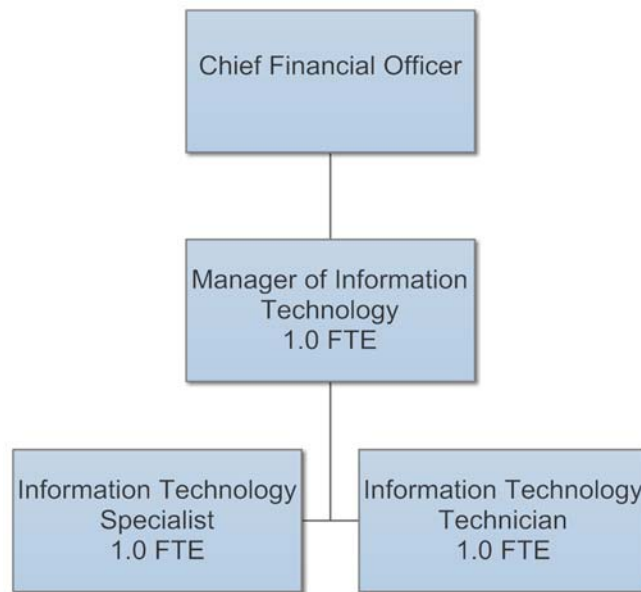 Chief Financial Officer
Manager of Information
Technology
1.0 FTE
Information Technology
Specialist
1.0 FTE
Information Technology
Technician
1.0 FTE